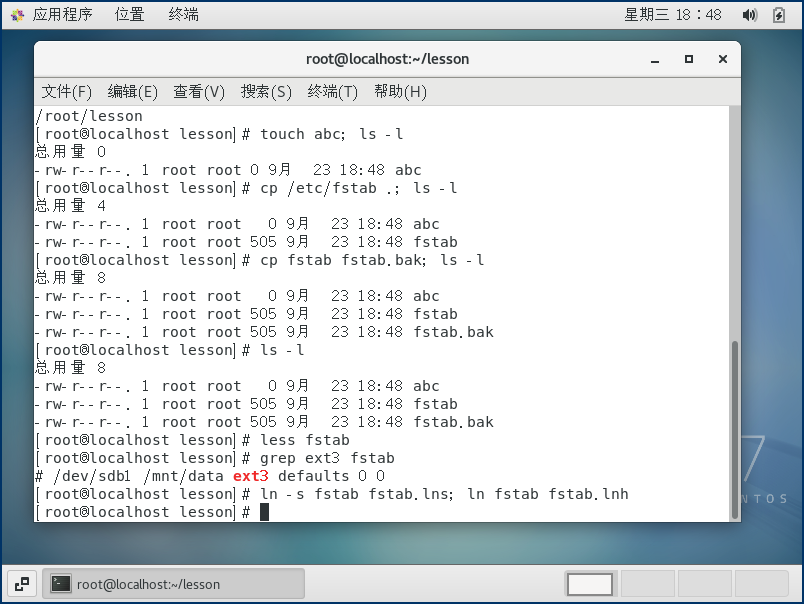 应用程序 位置 终端 星期三 18：48
root@localhost:~/lesson
文件(F) 编辑(E) 查看(V) 搜索(S) 终端(T) 帮助(H)
/root/lesson
[root@localhost lesson]# touch abc; ls -l
总用量 0
-rw-r--r--. 1 root root 0 9月  23 18:48 abc
[root@localhost lesson]# cp /etc/fstab .; ls -l
总用量 4
-rw-r--r--. 1 root root   0 9月  23 18:48 abc
-rw-r--r--. 1 root root 505 9月  23 18:48 fstab
[root@localhost lesson]# cp fstab fstab.bak; ls -l
总用量 8
-rw-r--r--. 1 root root   0 9月  23 18:48 abc
-rw-r--r--. 1 root root 505 9月  23 18:48 fstab
-rw-r--r--. 1 root root 505 9月  23 18:48 fstab.bak
[root@localhost lesson]# ls -l
总用量 8
-rw-r--r--. 1 root root   0 9月  23 18:48 abc
-rw-r--r--. 1 root root 505 9月  23 18:48 fstab
-rw-r--r--. 1 root root 505 9月  23 18:48 fstab.bak
[root@localhost lesson]# less fstab
[root@localhost lesson]# grep ext3 fstab
# /dev/sdb1 /mnt/data ext3 defaults 0 0
[root@localhost lesson]# ln -s fstab fstab.lns; ln fstab fstab.lnh
[root@localhost lesson]#
7
NTOS
root@localhost:~/lesson